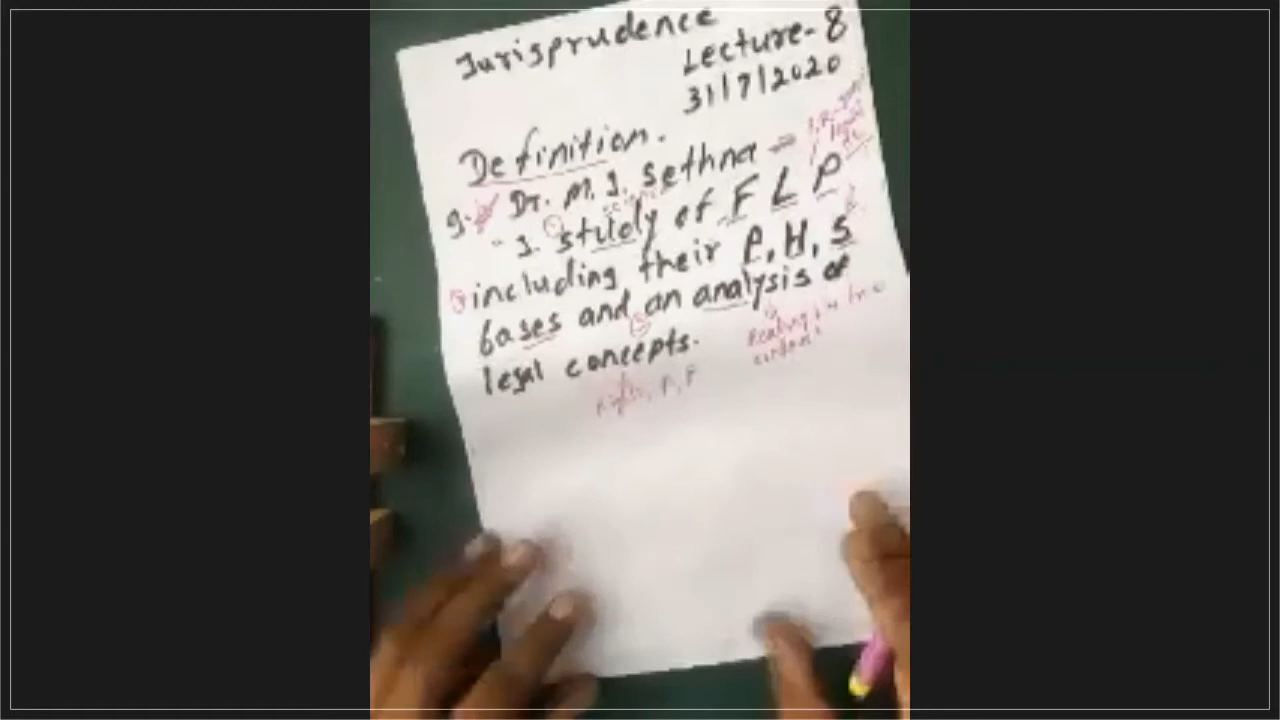 Jurisprudence
Lecture-8
31/7/2020
Definition.
9. Dr. M. J. Sethna =
"J. study of F L P
including their P, H, S
bases and an analysis of
legal concepts.